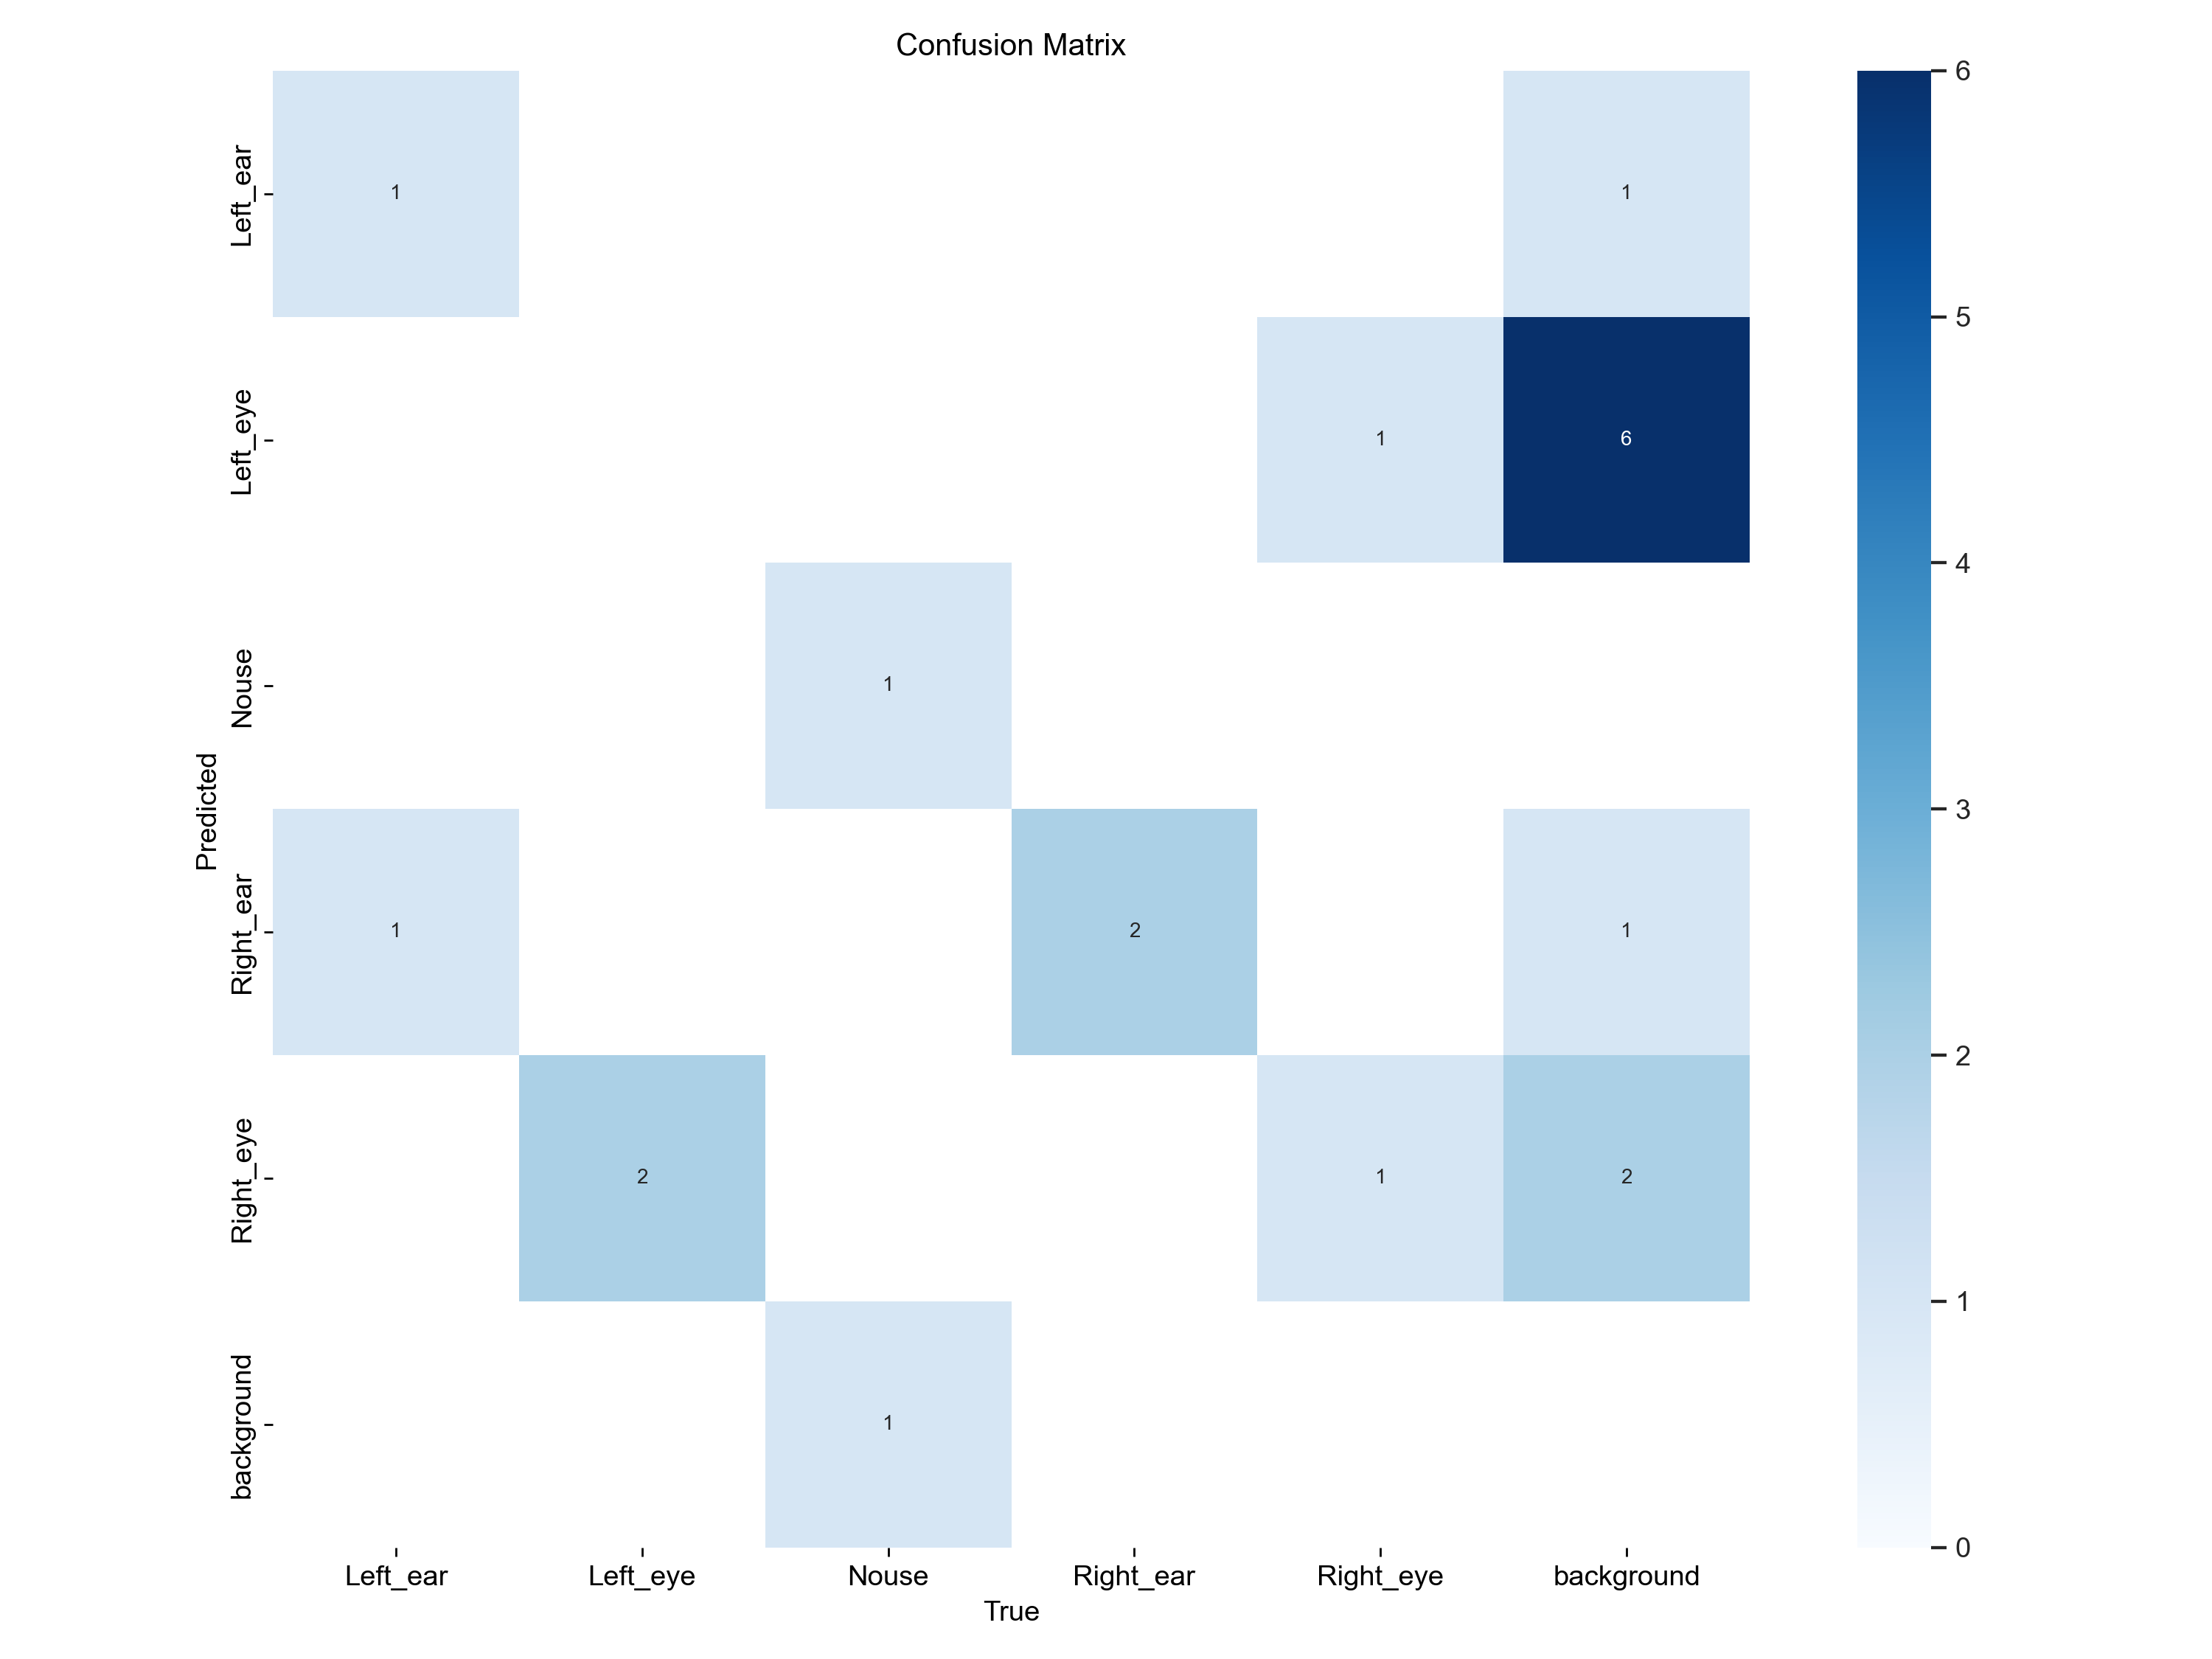 Confusion Matrix
Predicted
Left_ear
1
1
Left_eye
1
6
Nouse
1
Right_ear
1
2
1
Right_eye
2
1
2
background
1
Left_ear
Left_eye
Nouse
Right_ear
Right_eye
background
True
6
5
4
3
2
1
0